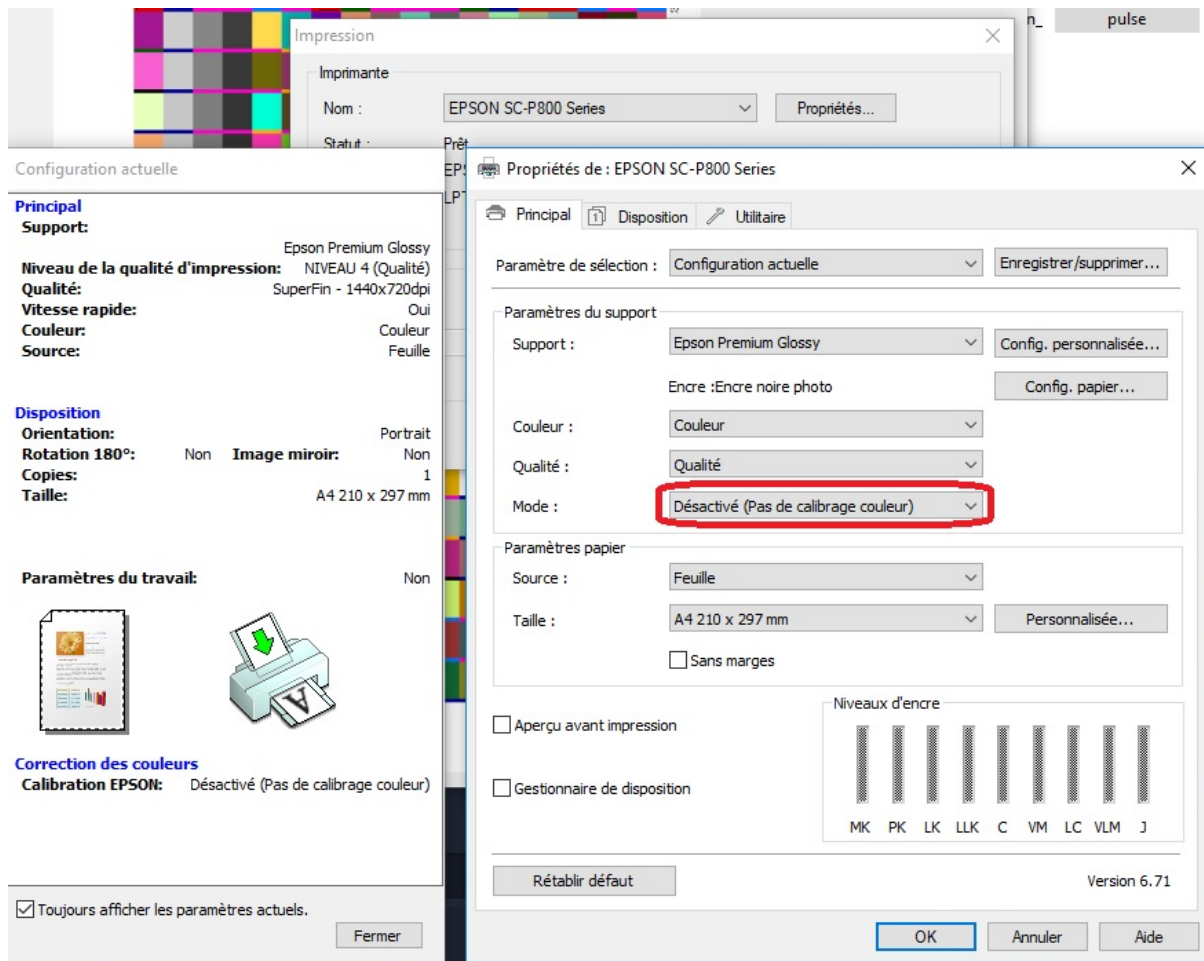 pulse
Impression
Imprimante
Nom :
EPSON SC-P800 Series
Propriétés...
Statut :
Prêt
Configuration actuelle
Principal
Support:
Epson Premium Glossy
Niveau de la qualité d'impression: NIVEAU 4 (Qualité)
Qualité: SuperFin - 1440x720dpi
Vitesse rapide: Oui
Couleur: Couleur
Source: Feuille
Disposition
Orientation: Portrait
Rotation 180°: Non Image miroir: Non
Copies: 1
Taille: A4 210 x 297 mm
Paramètres du travail: Non
Correction des couleurs
Calibration EPSON: Désactivé (Pas de calibrage couleur)
Toujours afficher les paramètres actuels.
Fermer
Propriétés de : EPSON SC-P800 Series
Principal Disposition Utilitaire
Paramètre de sélection : Configuration actuelle Enregistrer/supprimer...
Paramètres du support
Support : Epson Premium Glossy Config. personnalisée...
Encre :Encre noire photo Config. papier...
Couleur : Couleur
Qualité : Qualité
Mode : Désactivé (Pas de calibrage couleur)
Paramètres papier
Source : Feuille
Taille : A4 210 x 297 mm Personnalisée...
Sans marges
Aperçu avant impression
Gestionnaire de disposition
Niveaux d'encre
MK PK LK LLK C VM LC VLM J
Rétablir défaut
Version 6.71
OK Annuler Aide